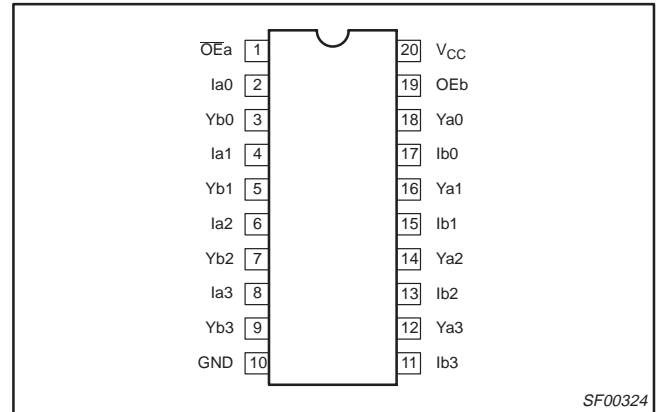 O̅E̅a 1 20 VCC
Ia0 2 19 OEb
Yb0 3 18 Ya0
Ia1 4 17 Ib0
Yb1 5 16 Ya1
Ia2 6 15 Ib1
Yb2 7 14 Ya2
Ia3 8 13 Ib2
Yb3 9 12 Ya3
GND 10 11 Ib3
SF00324